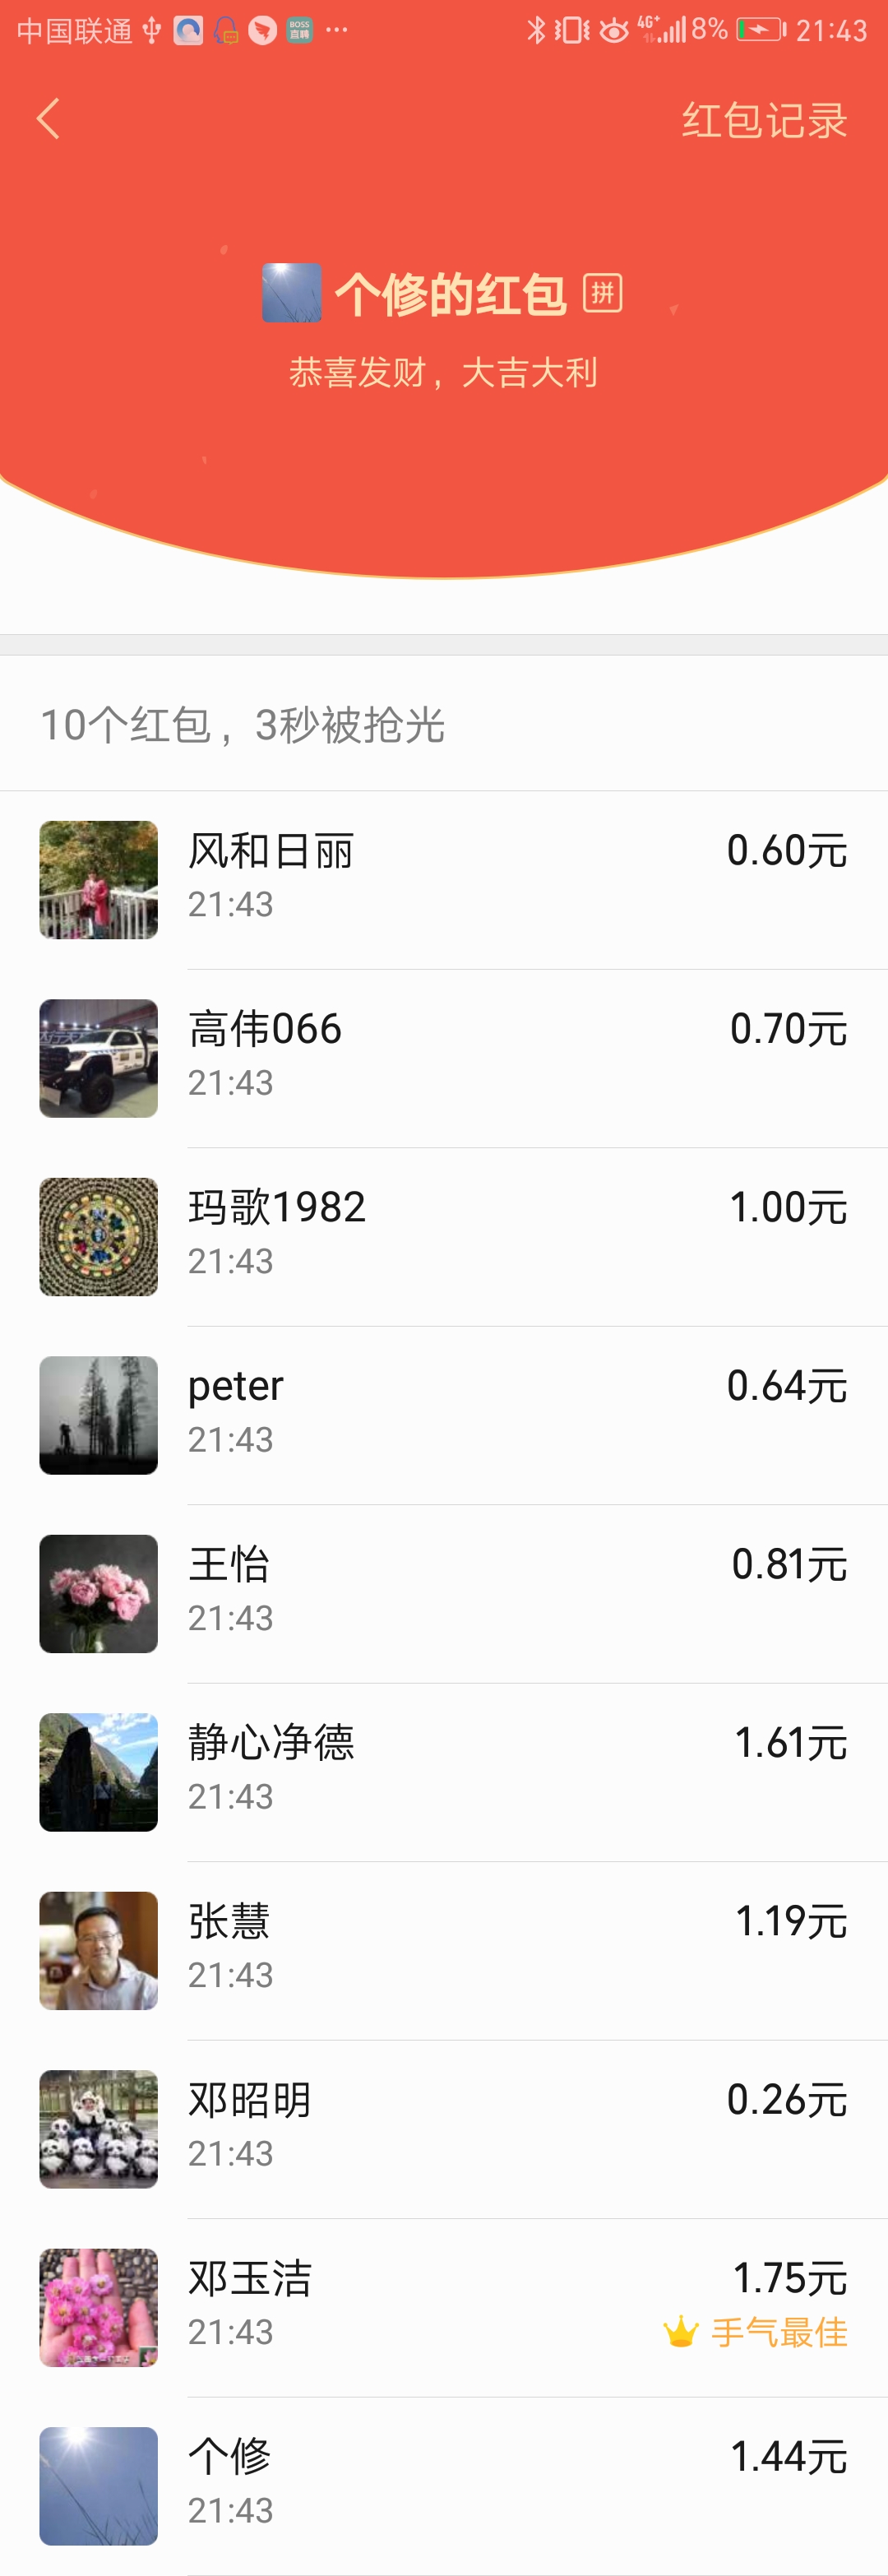 中国联通 BOSS直聘 ··· 4G+ 8% 21:43
红包记录
个修的红包 拼
恭喜发财，大吉大利
10个红包，3秒被抢光
风和日丽 0.60元
21:43
高伟066 0.70元
21:43
玛歌1982 1.00元
21:43
peter 0.64元
21:43
王怡 0.81元
21:43
静心净德 1.61元
21:43
张慧 1.19元
21:43
邓昭明 0.26元
21:43
邓玉洁 1.75元
21:43 手气最佳
个修 1.44元
21:43